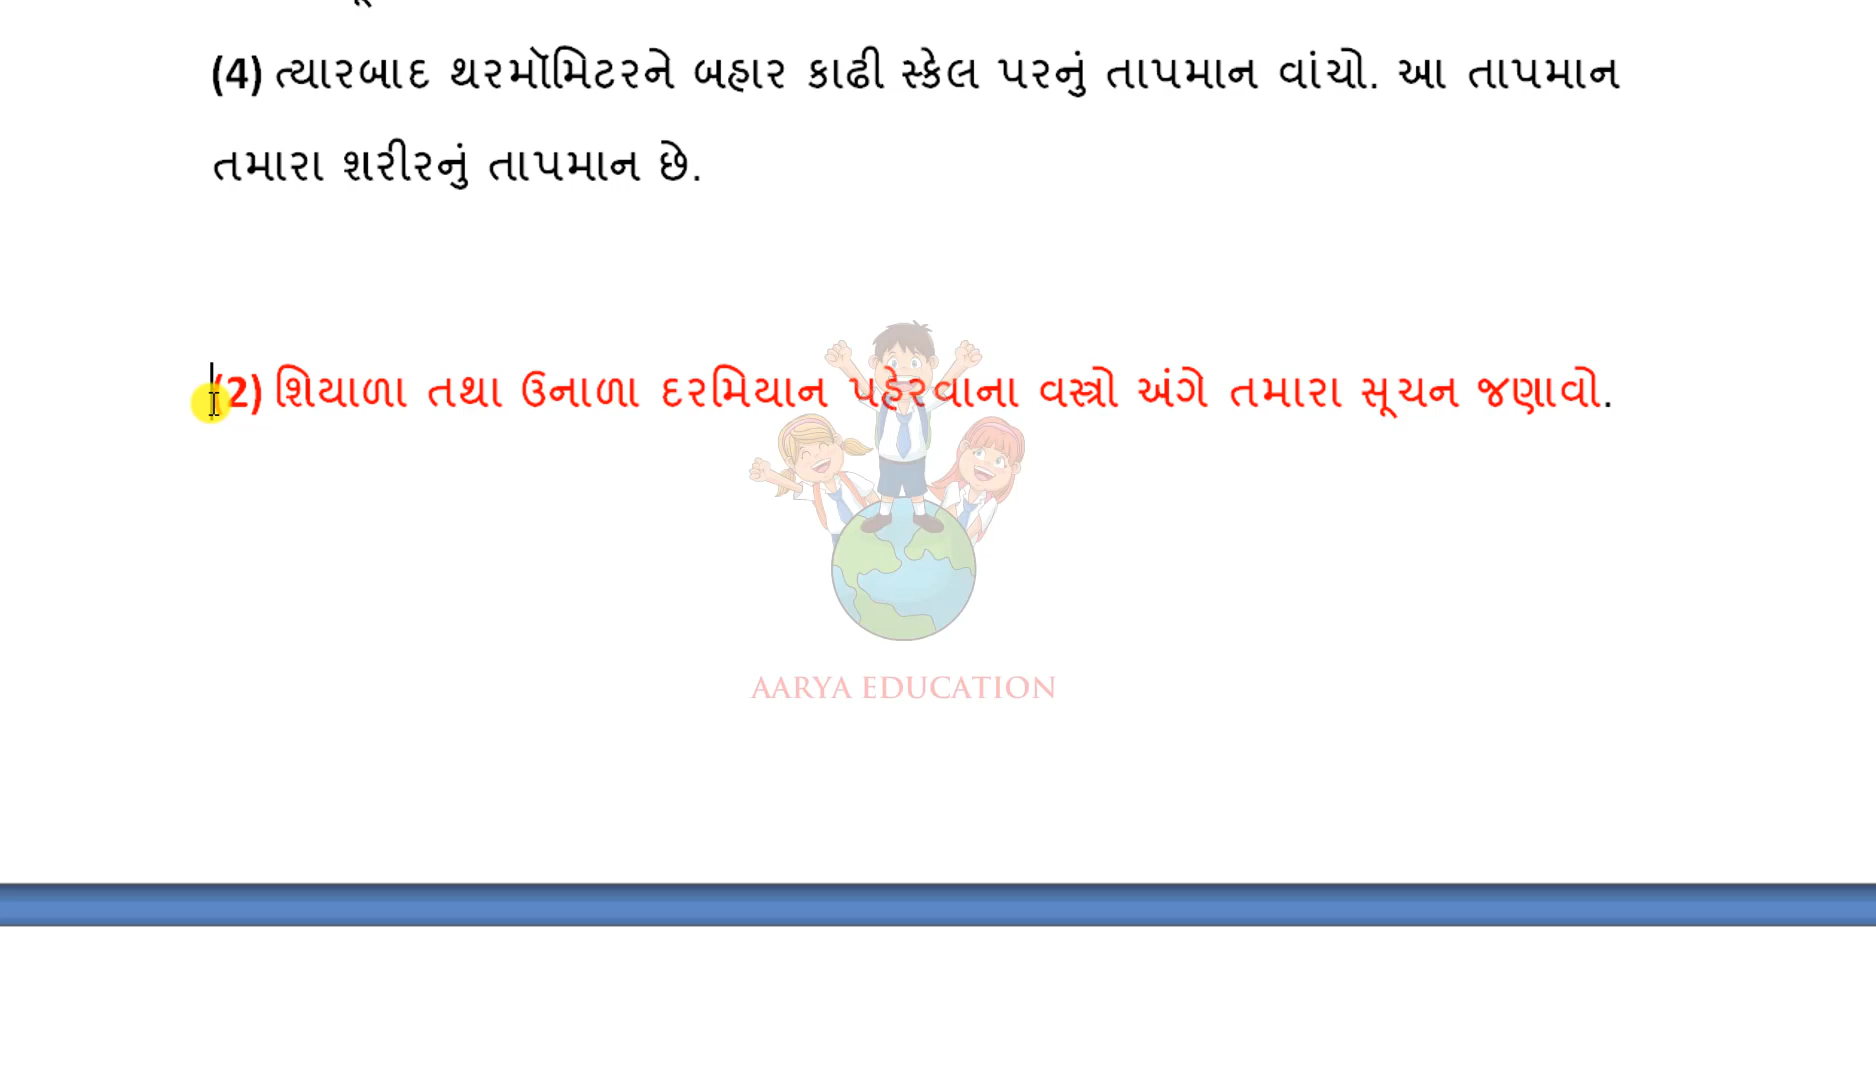 (4) ત્યારબાદ થરમૉમિટરને બહાર કાઢી સ્કેલ પરનું તાપમાન વાંચો. આ તાપમાન
તમારા શરીરનું તાપમાન છે.
(2) શિયાળા તથા ઉનાળા દરમિયાન પહેરવાના વસ્ત્રો અંગે તમારા સૂચન જણાવો.
AARYA EDUCATION